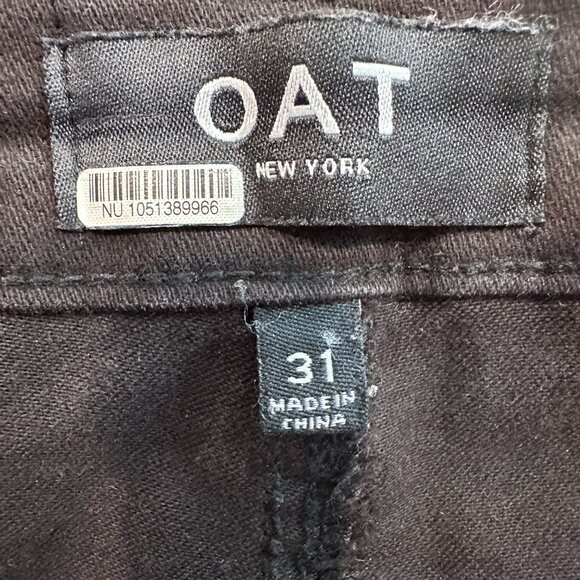 OAT
NEW YORK
NU 1051389966
31
MADE IN
CHINA